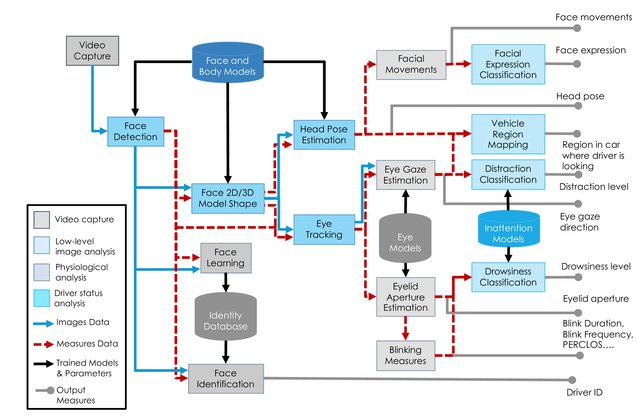 Face movements
Video
Capture
Face and
Body Models
Facial
Movements
Facial
Expression
Classification
Face expression
Head pose
Face
Detection
Head Pose
Estimation
Vehicle
Region
Mapping
Region in car
where driver is
looking
Face 2D/3D
Model Shape
Eye Gaze
Estimation
Distraction
Classification
Distraction level
Eye gaze
direction
Eye
Tracking
Eye
Models
Inattention
Models
Video capture
Low-level
image analysis
Physiological
analysis
Driver status
analysis
Images Data
Measures Data
Trained Models
& Parameters
Output
Measures
Face
Learning
Drowsiness
Classification
Drowsiness level
Identity
Database
Eyelid
Aperture
Estimation
Eyelid aperture
Blink Duration,
Blink Frequency,
PERCLOS....
Blinking
Measures
Face
Identification
Driver ID